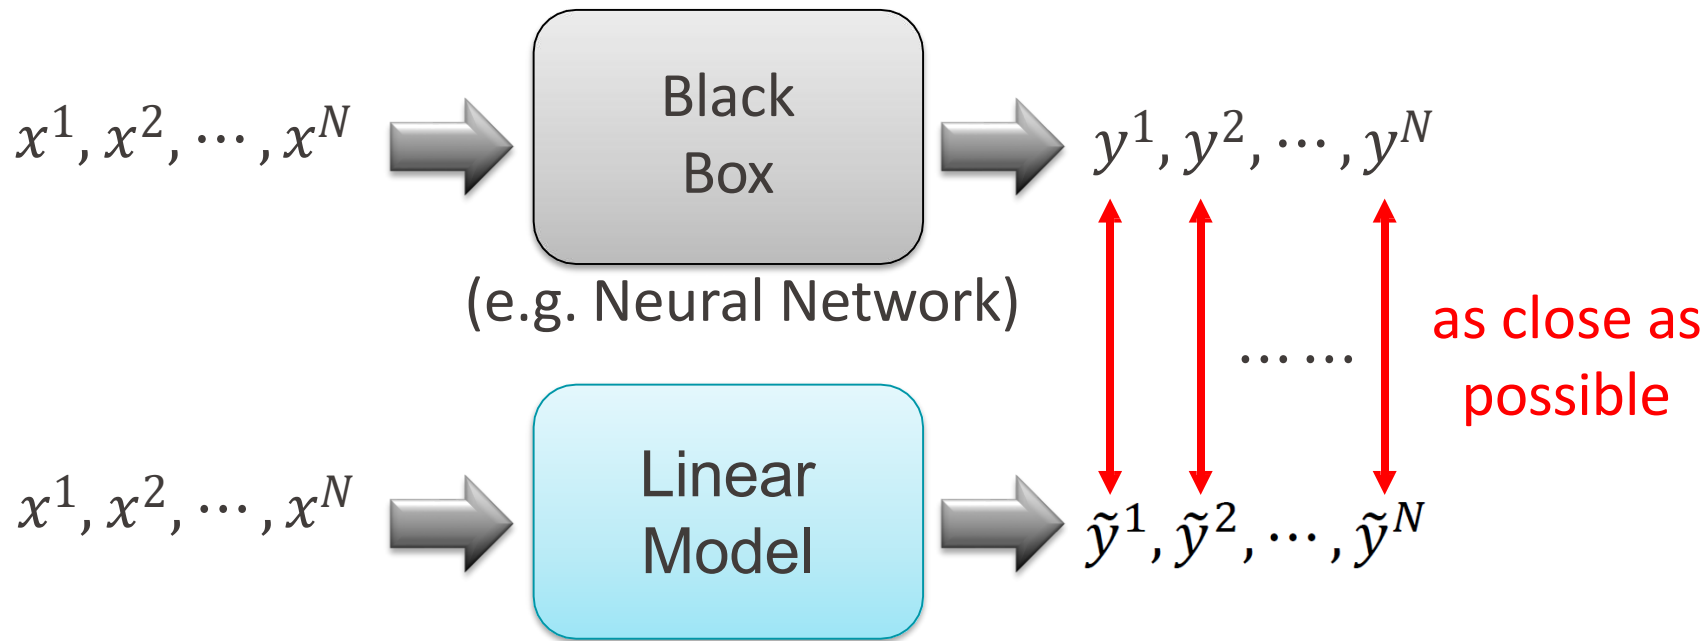 x¹, x², ⋯, xᴺ
Black
Box
y¹, y², ⋯, yᴺ
(e.g. Neural Network)
as close as
possible
⋯⋯
x¹, x², ⋯, xᴺ
Linear
Model
ỹ¹, ỹ², ⋯, ỹᴺ